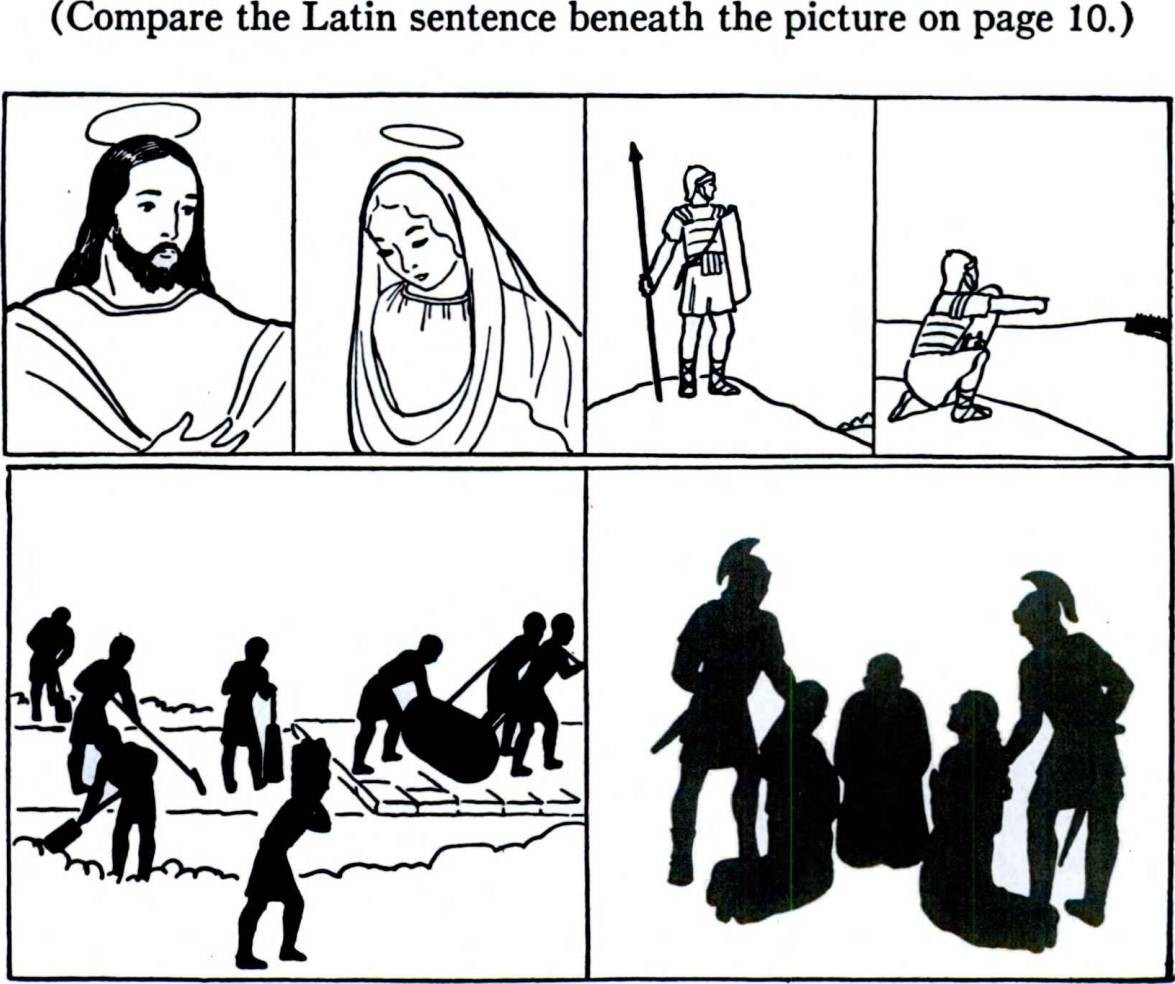 (Compare the Latin sentence beneath the picture on page 10.)